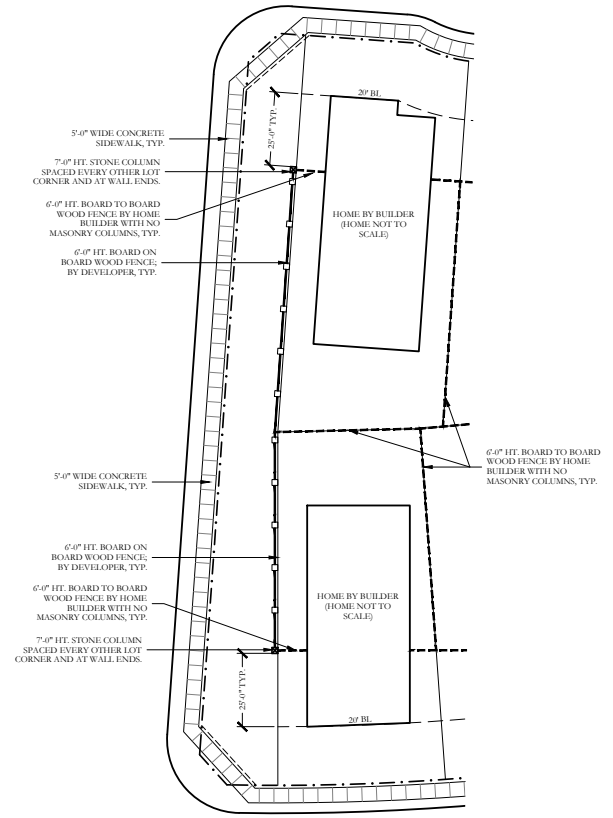 20' BL
25'-0" TYP.
5'-0" WIDE CONCRETE
SIDEWALK, TYP.
7'-0" HT. STONE COLUMN
SPACED EVERY OTHER LOT
CORNER AND AT WALL ENDS.
6'-0" HT. BOARD TO BOARD
WOOD FENCE BY HOME
BUILDER WITH NO
MASONRY COLUMNS, TYP.
HOME BY BUILDER
(HOME NOT TO
SCALE)
6'-0" HT. BOARD ON
BOARD WOOD FENCE;
BY DEVELOPER, TYP.
6'-0" HT. BOARD TO BOARD
WOOD FENCE BY HOME
BUILDER WITH NO
MASONRY COLUMNS, TYP.
5'-0" WIDE CONCRETE
SIDEWALK, TYP.
6'-0" HT. BOARD ON
BOARD WOOD FENCE;
BY DEVELOPER, TYP.
6'-0" HT. BOARD TO BOARD
WOOD FENCE BY HOME
BUILDER WITH NO
MASONRY COLUMNS, TYP.
HOME BY BUILDER
(HOME NOT TO
SCALE)
7'-0" HT. STONE COLUMN
SPACED EVERY OTHER LOT
CORNER AND AT WALL ENDS.
25'-0" TYP.
20' BL